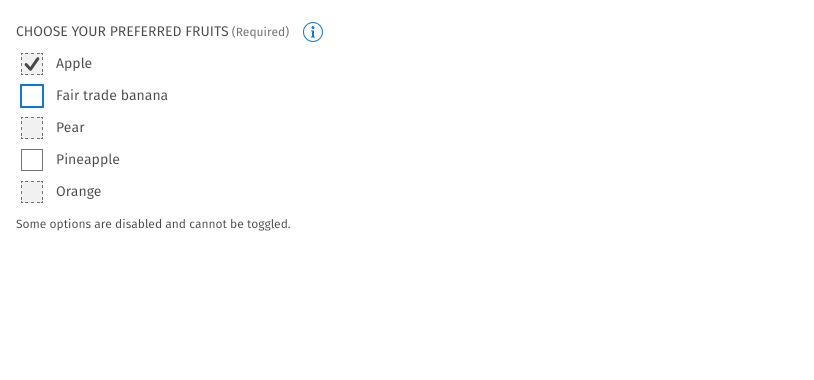 CHOOSE YOUR PREFERRED FRUITS (Required)
Apple
Fair trade banana
Pear
Pineapple
Orange
Some options are disabled and cannot be toggled.